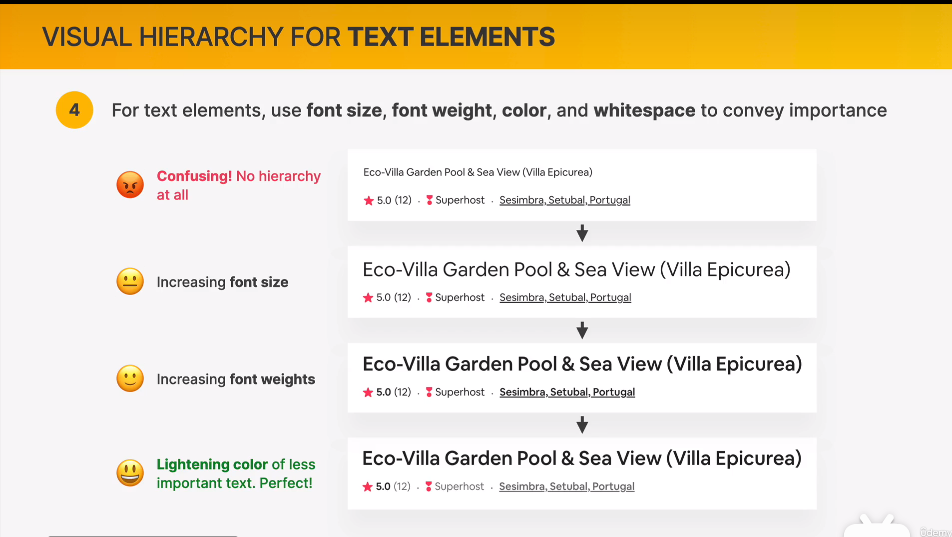 VISUAL HIERARCHY FOR TEXT ELEMENTS
4 For text elements, use font size, font weight, color, and whitespace to convey importance
Confusing! No hierarchy
at all
Eco-Villa Garden Pool & Sea View (Villa Epicurea)
★ 5.0 (12) · Superhost · Sesimbra, Setubal, Portugal
Increasing font size
Eco-Villa Garden Pool & Sea View (Villa Epicurea)
★ 5.0 (12) · Superhost · Sesimbra, Setubal, Portugal
Increasing font weights
Eco-Villa Garden Pool & Sea View (Villa Epicurea)
★ 5.0 (12) · Superhost · Sesimbra, Setubal, Portugal
Lightening color of less
important text. Perfect!
Eco-Villa Garden Pool & Sea View (Villa Epicurea)
★ 5.0 (12) · Superhost · Sesimbra, Setubal, Portugal
ûdemy